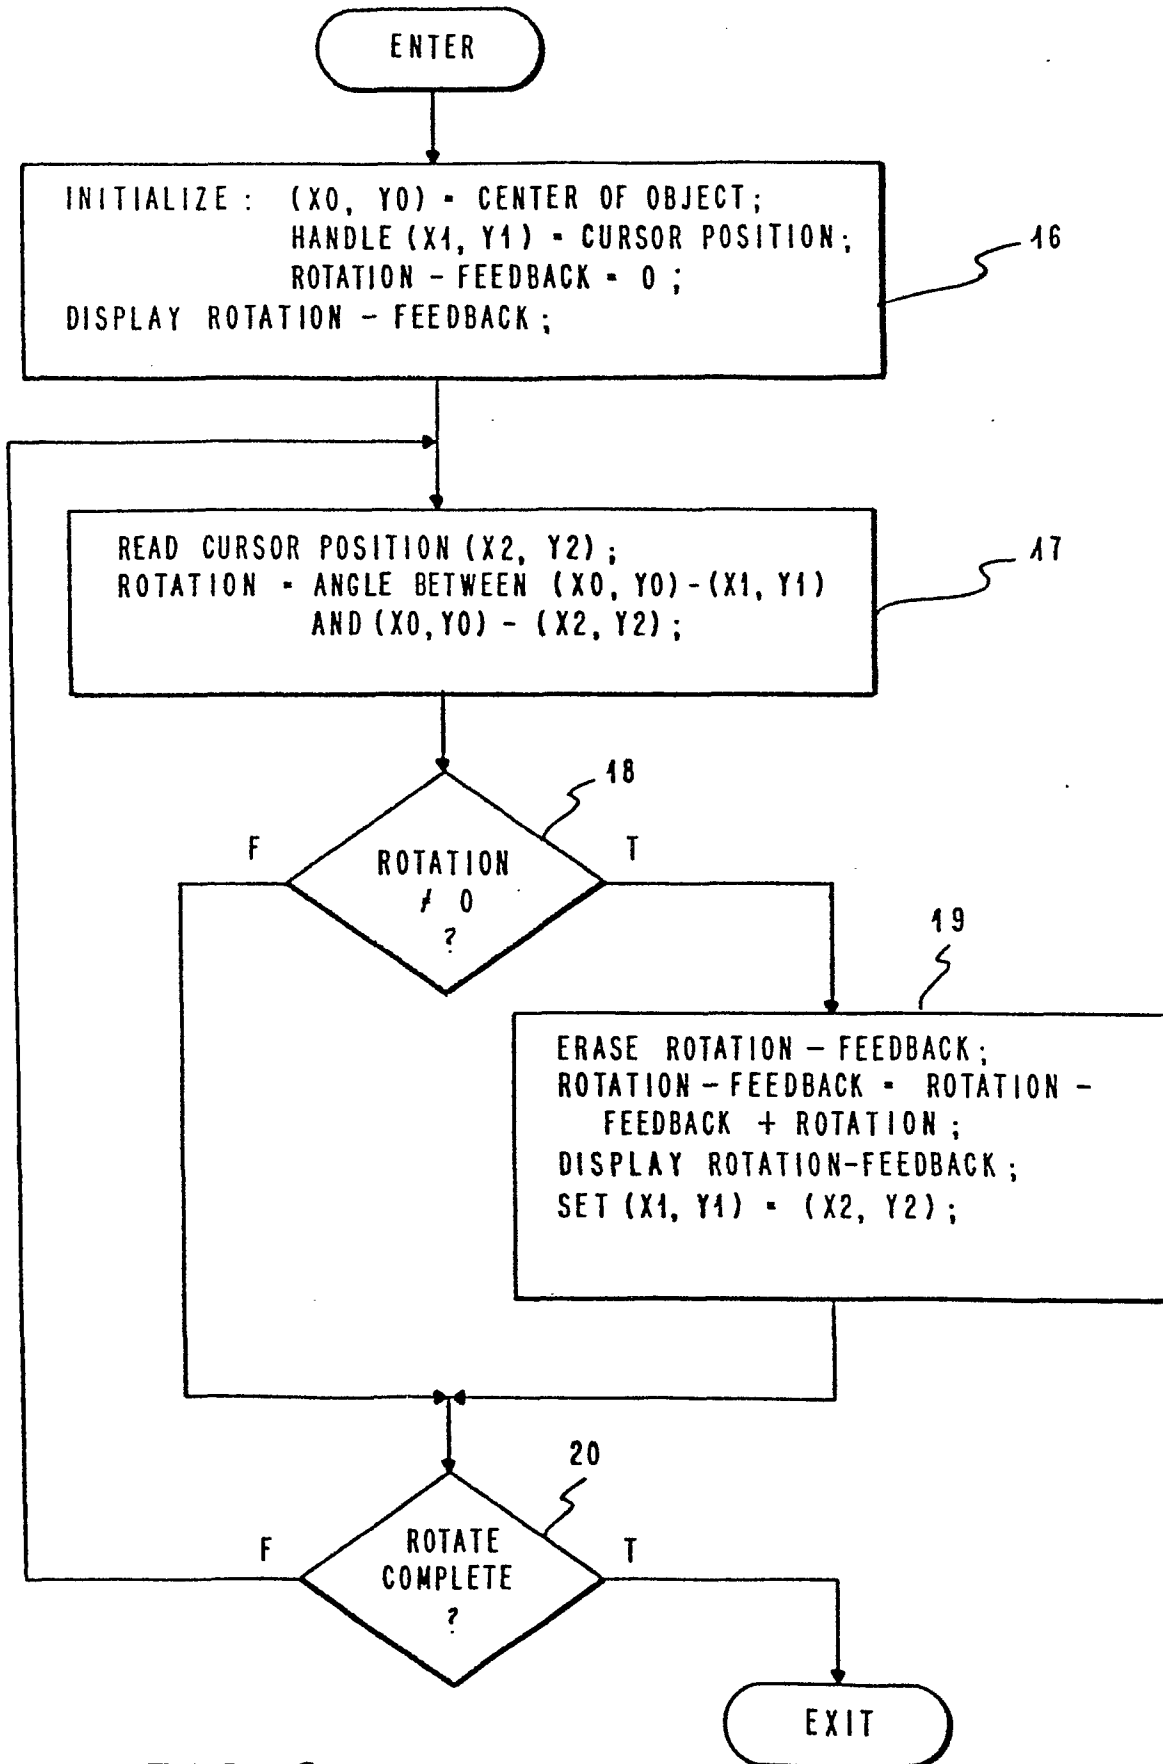 ENTER
INITIALIZE: (X0, Y0) = CENTER OF OBJECT;
HANDLE (X1, Y1) = CURSOR POSITION;
ROTATION - FEEDBACK = 0;
DISPLAY ROTATION - FEEDBACK;
16
READ CURSOR POSITION (X2, Y2);
ROTATION = ANGLE BETWEEN (X0, Y0) - (X1, Y1)
AND (X0, Y0) - (X2, Y2);
17
18
F
T
ROTATION
≠ 0
?
19
ERASE ROTATION - FEEDBACK;
ROTATION - FEEDBACK = ROTATION -
FEEDBACK + ROTATION;
DISPLAY ROTATION-FEEDBACK;
SET (X1, Y1) = (X2, Y2);
20
F
T
ROTATE
COMPLETE
?
EXIT